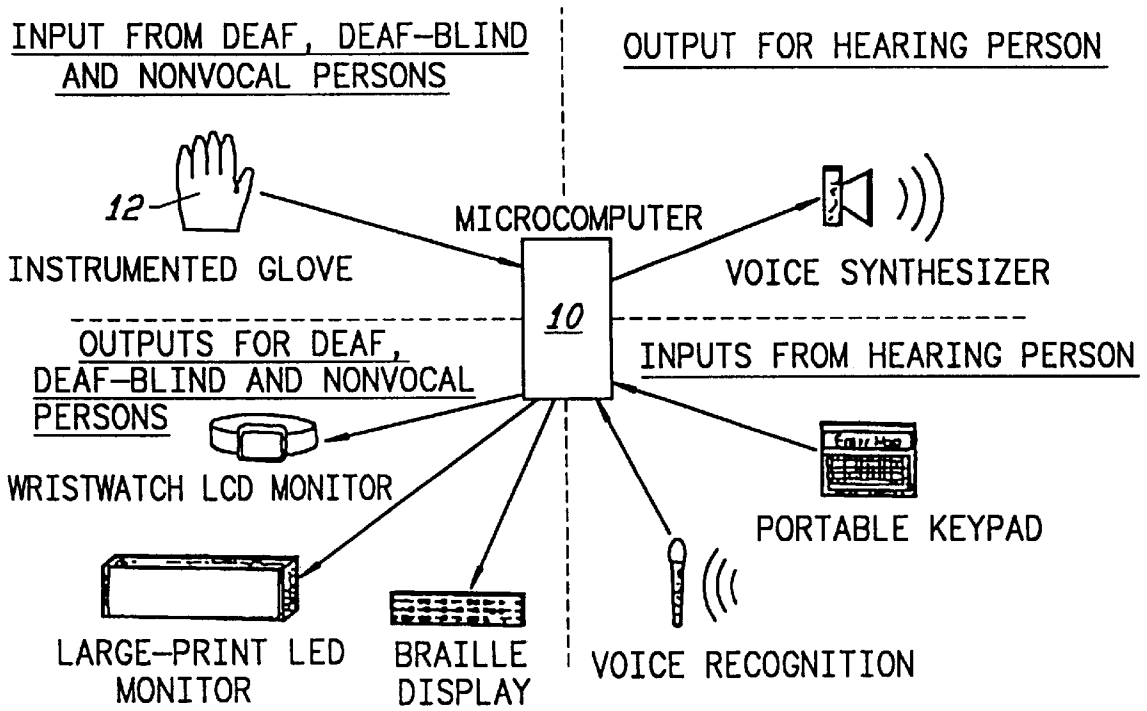 INPUT FROM DEAF, DEAF-BLIND
AND NONVOCAL PERSONS
OUTPUT FOR HEARING PERSON
12
INSTRUMENTED GLOVE
MICROCOMPUTER
10
VOICE SYNTHESIZER
OUTPUTS FOR DEAF,
DEAF-BLIND AND NONVOCAL
PERSONS
INPUTS FROM HEARING PERSON
WRISTWATCH LCD MONITOR
PORTABLE KEYPAD
LARGE-PRINT LED
MONITOR
BRAILLE
DISPLAY
VOICE RECOGNITION